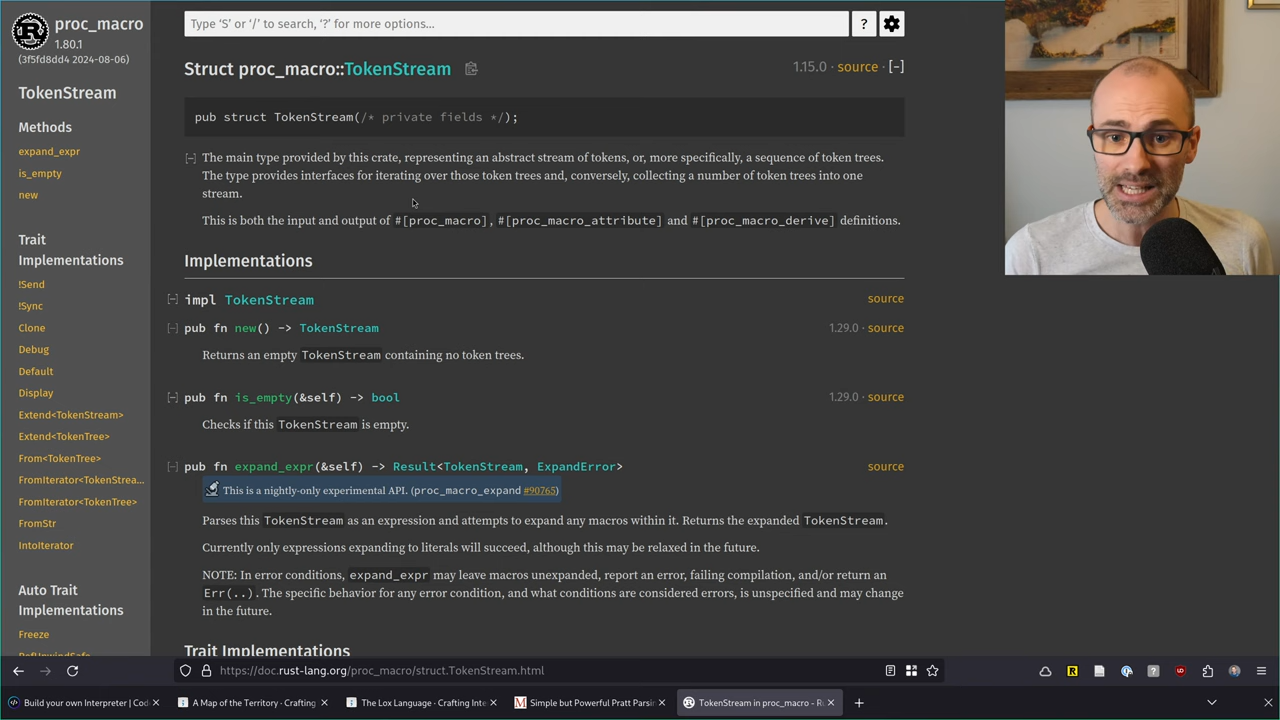 proc_macro
1.80.1
(3f5fd8dd4 2024-08-06)
TokenStream
Methods
expand_expr
is_empty
new
Trait
Implementations
!Send
!Sync
Clone
Debug
Default
Display
Extend<TokenStream>
Extend<TokenTree>
From<TokenTree>
FromIterator<TokenStrea...
FromIterator<TokenTree>
FromStr
IntoIterator
Auto Trait
Implementations
Freeze
RefUnwindSafe
Type ‘S’ or ‘/’ to search, ‘?’ for more options...
?
Struct proc_macro::TokenStream
1.15.0 · source [-]
pub struct TokenStream(/* private fields */);
[-] The main type provided by this crate, representing an abstract stream of tokens, or, more specifically, a sequence of token trees.
The type provides interfaces for iterating over those token trees and, conversely, collecting a number of token trees into one
stream.
This is both the input and output of #[proc_macro], #[proc_macro_attribute] and #[proc_macro_derive] definitions.
Implementations
[-] impl TokenStream source
[-] pub fn new() -> TokenStream 1.29.0 · source
Returns an empty TokenStream containing no token trees.
[-] pub fn is_empty(&self) -> bool 1.29.0 · source
Checks if this TokenStream is empty.
[-] pub fn expand_expr(&self) -> Result<TokenStream, ExpandError> source
This is a nightly-only experimental API. (proc_macro_expand #90765)
Parses this TokenStream as an expression and attempts to expand any macros within it. Returns the expanded TokenStream.
Currently only expressions expanding to literals will succeed, although this may be relaxed in the future.
NOTE: In error conditions, expand_expr may leave macros unexpanded, report an error, failing compilation, and/or return an
Err(..). The specific behavior for any error condition, and what conditions are considered errors, is unspecified and may change
in the future.
Trait Implementations
https://doc.rust-lang.org/proc_macro/struct.TokenStream.html
Build your own Interpreter | Cod
A Map of the Territory · Crafting
The Lox Language · Crafting Inte
Simple but Powerful Pratt Parsin
TokenStream in proc_macro - Ru